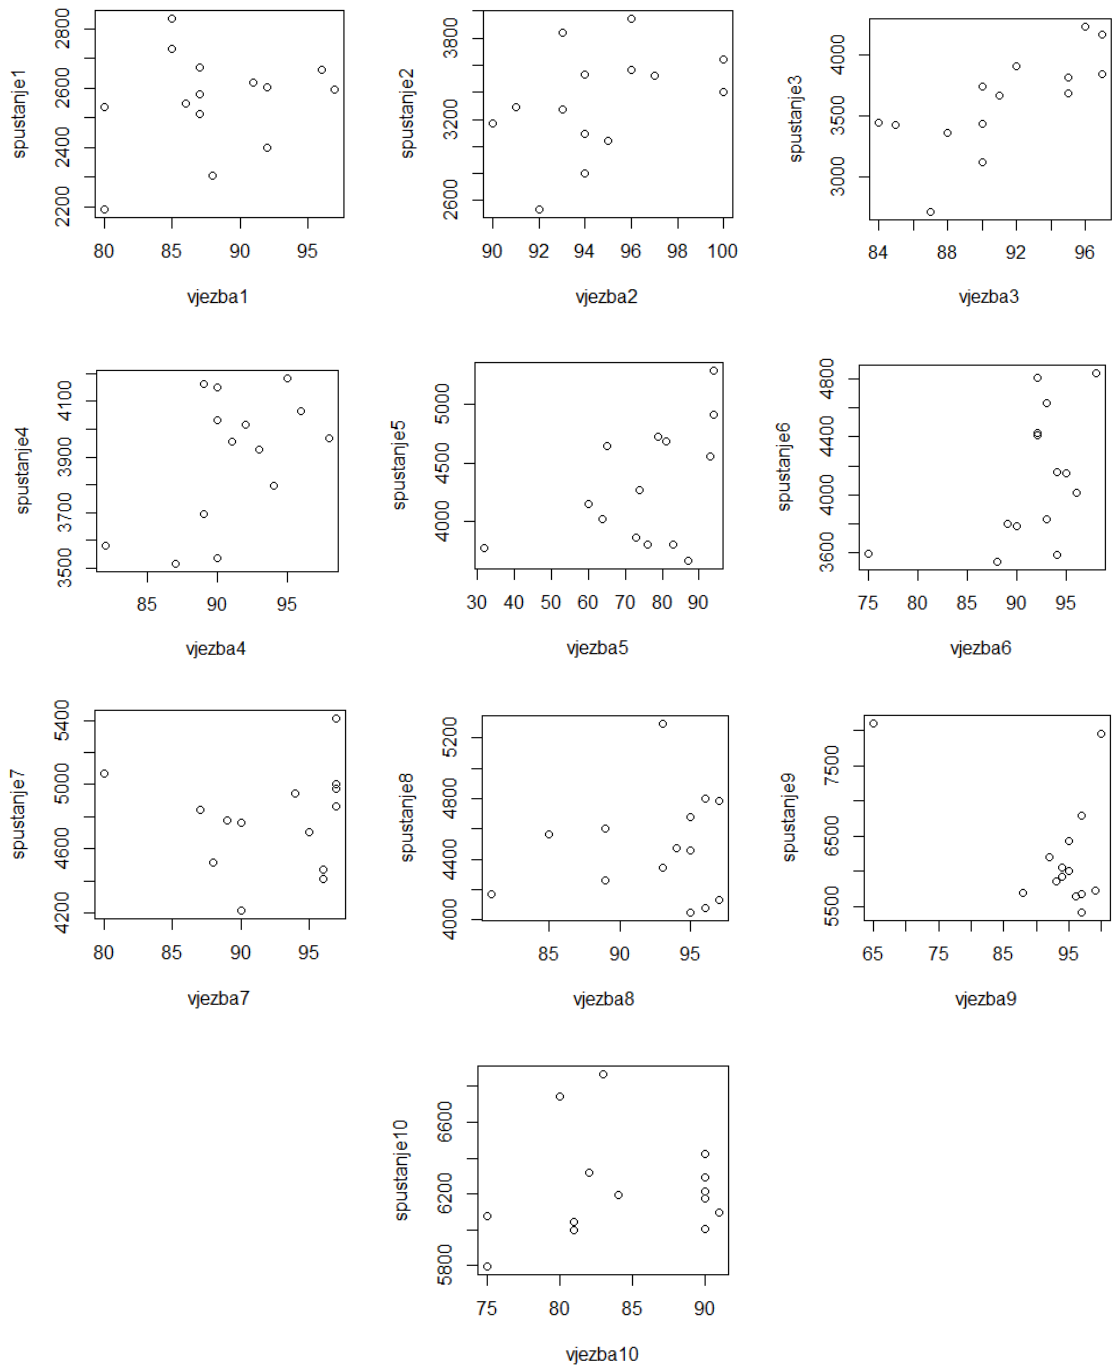 spustanje1
2200 2400 2600 2800
80 85 90 95
vjezba1
spustanje2
2600 3200 3800
90 92 94 96 98 100
vjezba2
spustanje3
3000 3500 4000
84 88 92 96
vjezba3
spustanje4
3500 3700 3900 4100
85 90 95
vjezba4
spustanje5
4000 4500 5000
30 40 50 60 70 80 90
vjezba5
spustanje6
3600 4000 4400 4800
75 80 85 90 95
vjezba6
spustanje7
4200 4600 5000 5400
80 85 90 95
vjezba7
spustanje8
4000 4400 4800 5200
85 90 95
vjezba8
spustanje9
5500 6500 7500
65 75 85 95
vjezba9
spustanje10
5800 6200 6600
75 80 85 90
vjezba10